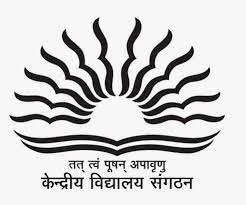 तत् त्वं पूषन् अपावृणु
केन्द्रीय विद्यालय संगठन